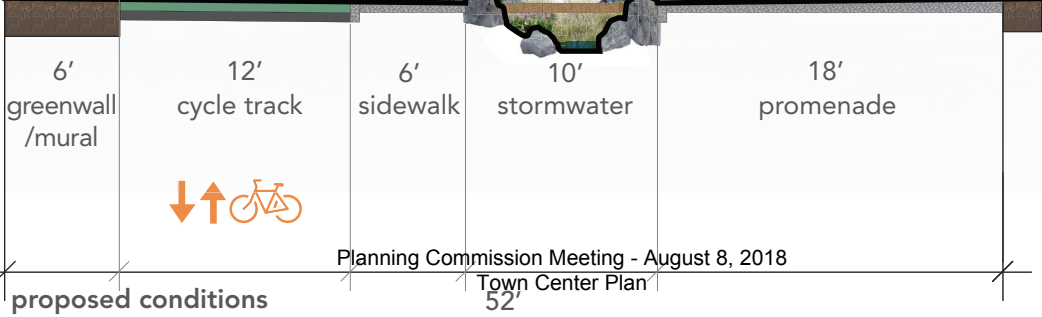 6’ 12’ 6’ 10’ 18’
greenwall cycle track sidewalk stormwater promenade
/mural
Planning Commission Meeting - August 8, 2018
Town Center Plan
proposed conditions 52’